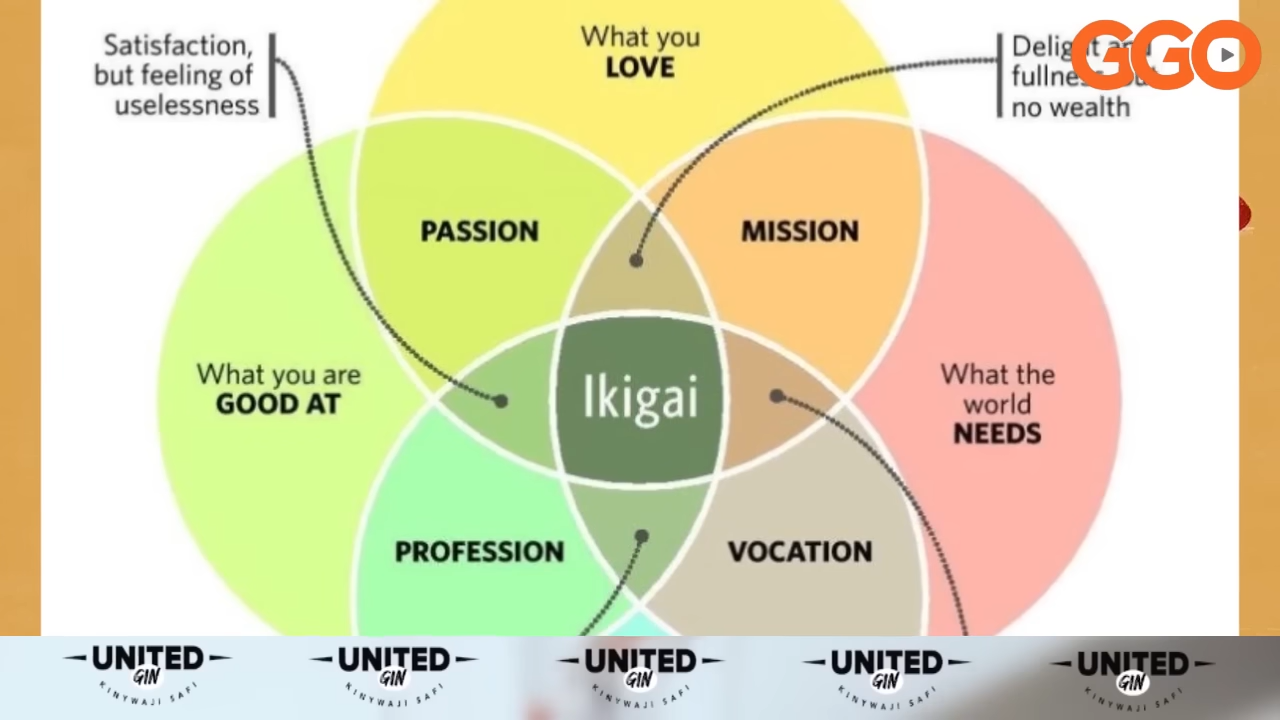 Satisfaction,
but feeling of
uselessness
What you
LOVE
GGO
no wealth
PASSION
MISSION
What you are
GOOD AT
Ikigai
What the
world
NEEDS
PROFESSION
VOCATION
UNITED
GIN
KINYWAJI SAFI
UNITED
GIN
KINYWAJI SAFI
UNITED
GIN
KINYWAJI SAFI
UNITED
GIN
KINYWAJI SAFI
UNITED
GIN
KINYWAJI SAFI